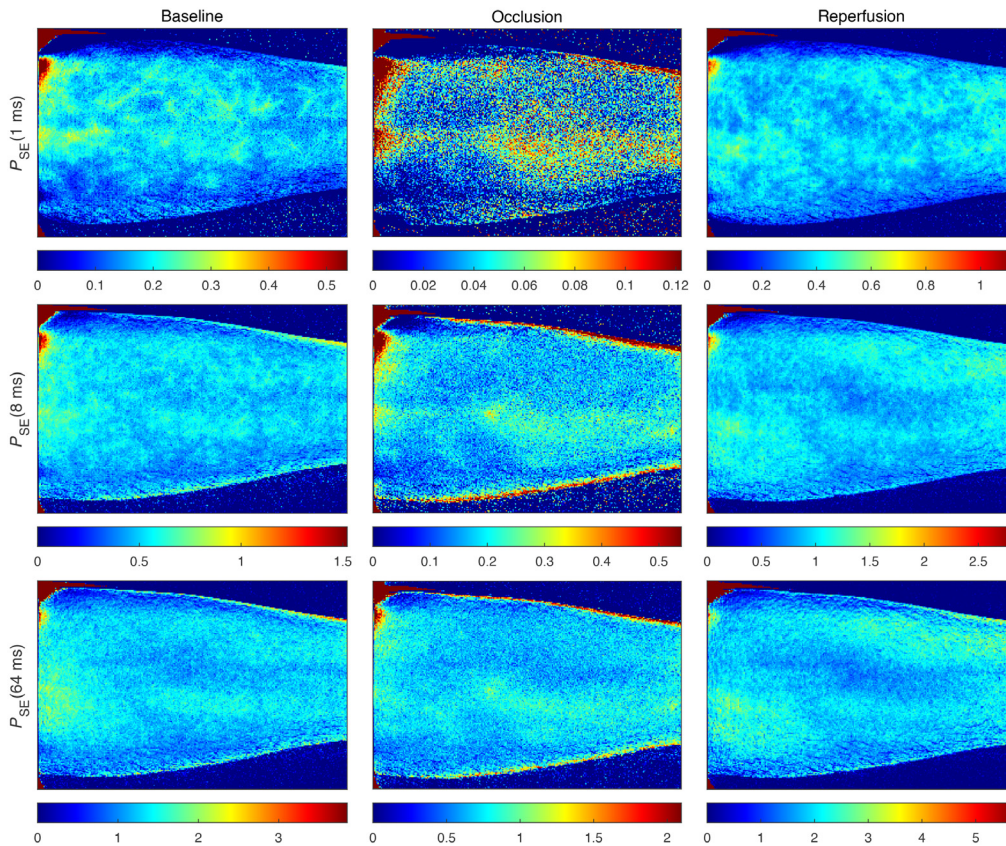 Baseline Occlusion Reperfusion
P_SE(1 ms)
0 0.1 0.2 0.3 0.4 0.5 0 0.02 0.04 0.06 0.08 0.1 0.12 0 0.2 0.4 0.6 0.8 1
P_SE(8 ms)
0 0.5 1 1.5 0.1 0.2 0.3 0.4 0.5 0 0.5 1 1.5 2 2.5
P_SE(64 ms)
0 1 2 3 0 0.5 1 1.5 2 0 1 2 3 4 5